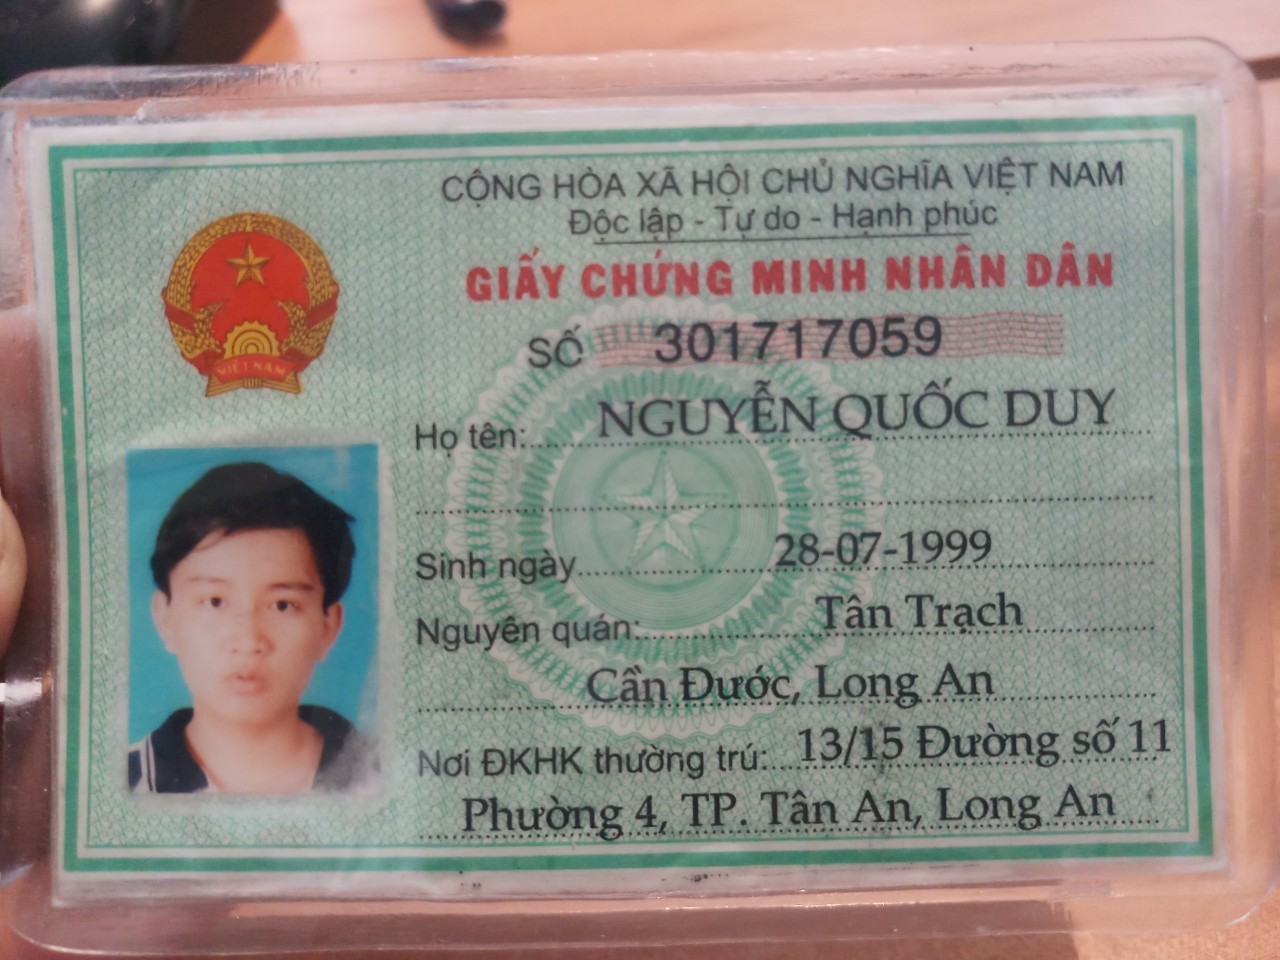 CỘNG HÒA XÃ HỘI CHỦ NGHĨA VIỆT NAM
Độc lập - Tự do - Hạnh phúc
GIẤY CHỨNG MINH NHÂN DÂN
SỐ 301717059
VIỆT NAM
Họ tên: NGUYỄN QUỐC DUY
Sinh ngày 28-07-1999
Nguyên quán: Tân Trạch
Cần Đước, Long An
Nơi ĐKHK thường trú: 13/15 Đường số 11
Phường 4, TP. Tân An, Long An